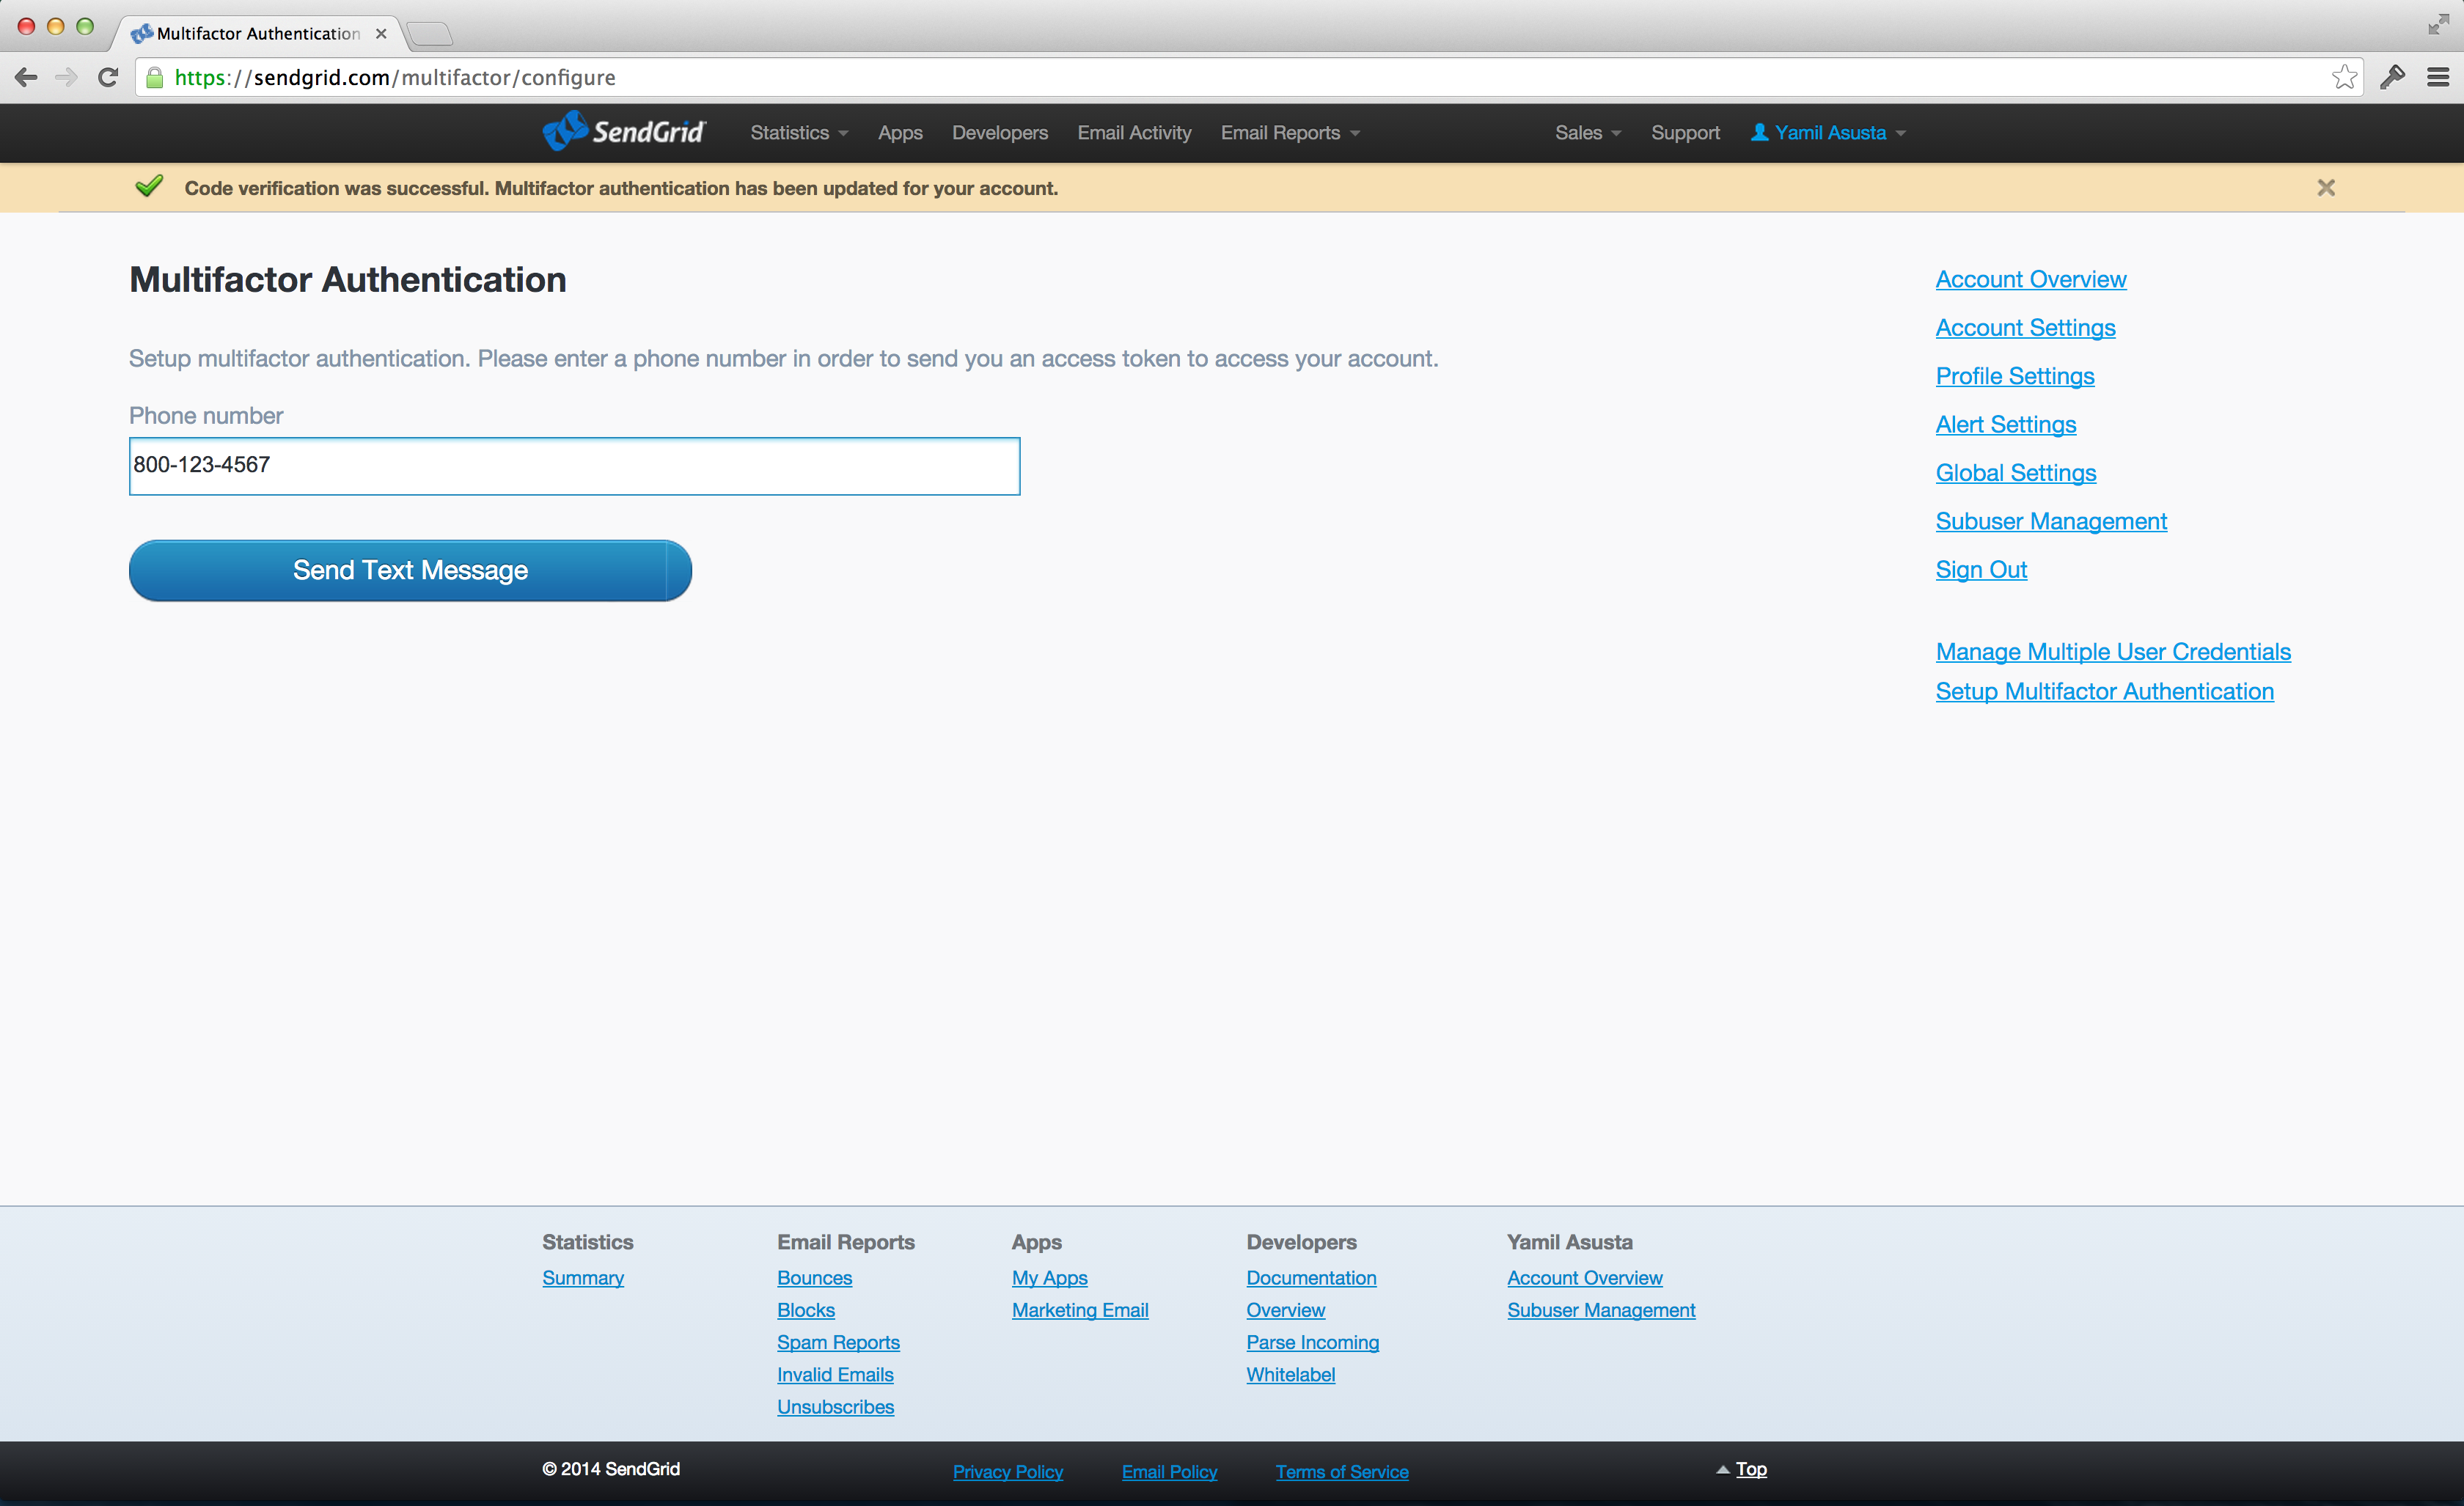 Multifactor Authentication
https://sendgrid.com/multifactor/configure
SendGrid Statistics Apps Developers Email Activity Email Reports Sales Support Yamil Asusta
Code verification was successful. Multifactor authentication has been updated for your account.
Multifactor Authentication
Setup multifactor authentication. Please enter a phone number in order to send you an access token to access your account.
Phone number
800-123-4567
Send Text Message
Account Overview
Account Settings
Profile Settings
Alert Settings
Global Settings
Subuser Management
Sign Out
Manage Multiple User Credentials
Setup Multifactor Authentication
Statistics
Summary
Email Reports
Bounces
Blocks
Spam Reports
Invalid Emails
Unsubscribes
Apps
My Apps
Marketing Email
Developers
Documentation
Overview
Parse Incoming
Whitelabel
Yamil Asusta
Account Overview
Subuser Management
© 2014 SendGrid Privacy Policy Email Policy Terms of Service Top